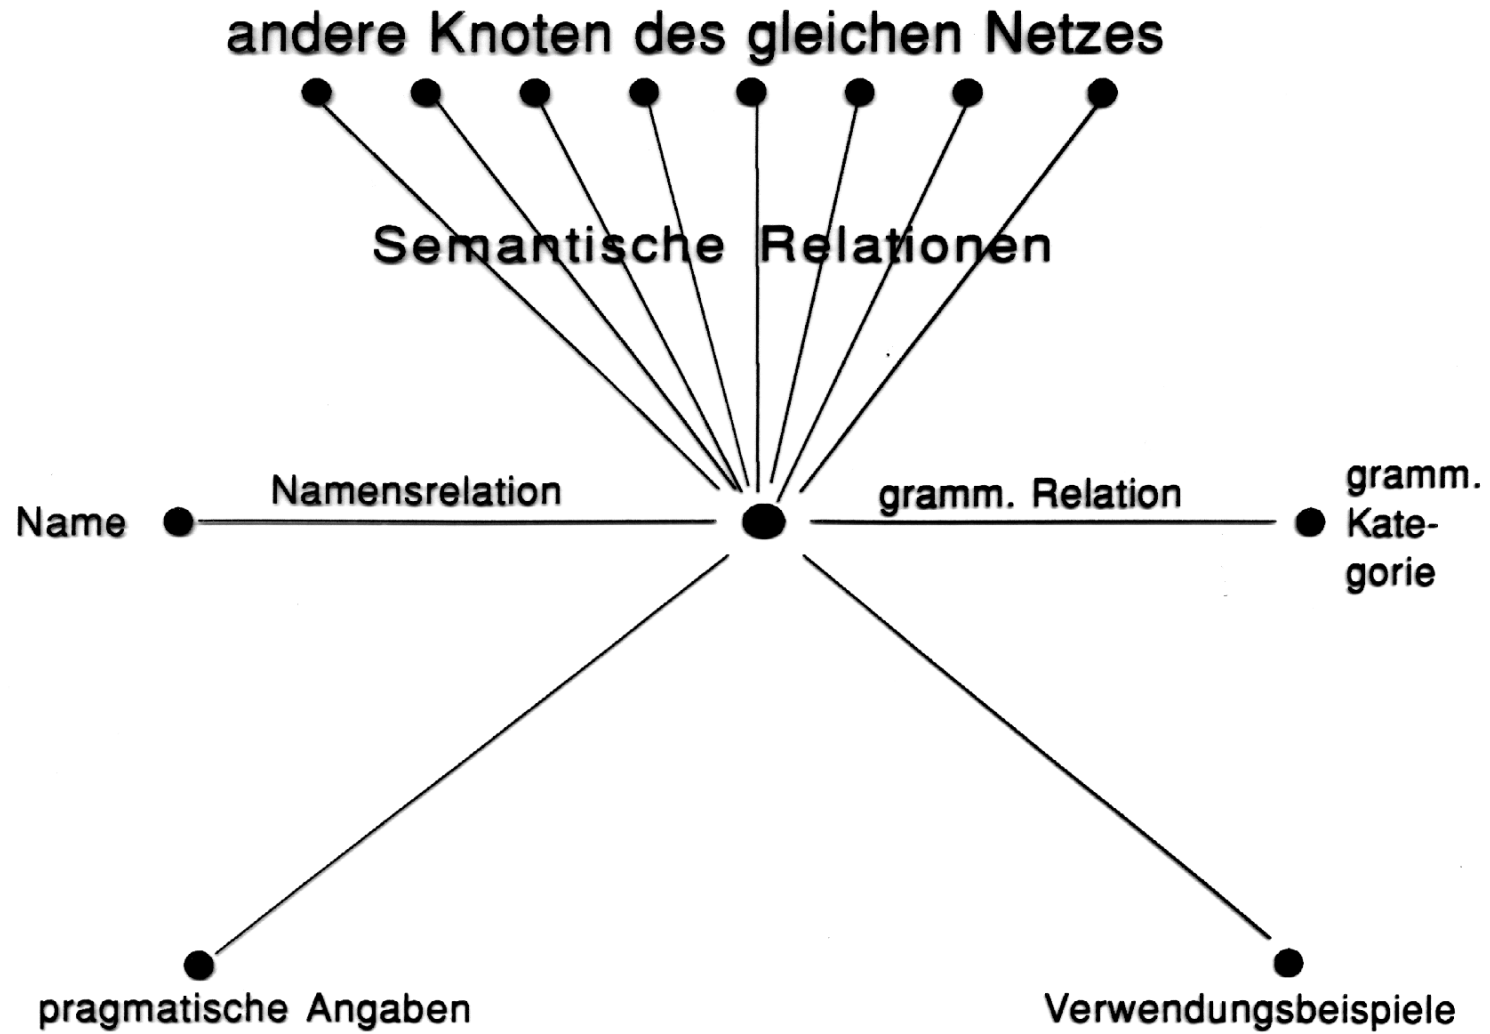 andere Knoten des gleichen Netzes
Semantische Relationen
Namensrelation
gramm. Relation
Name
gramm.
Kate-
gorie
pragmatische Angaben
Verwendungsbeispiele